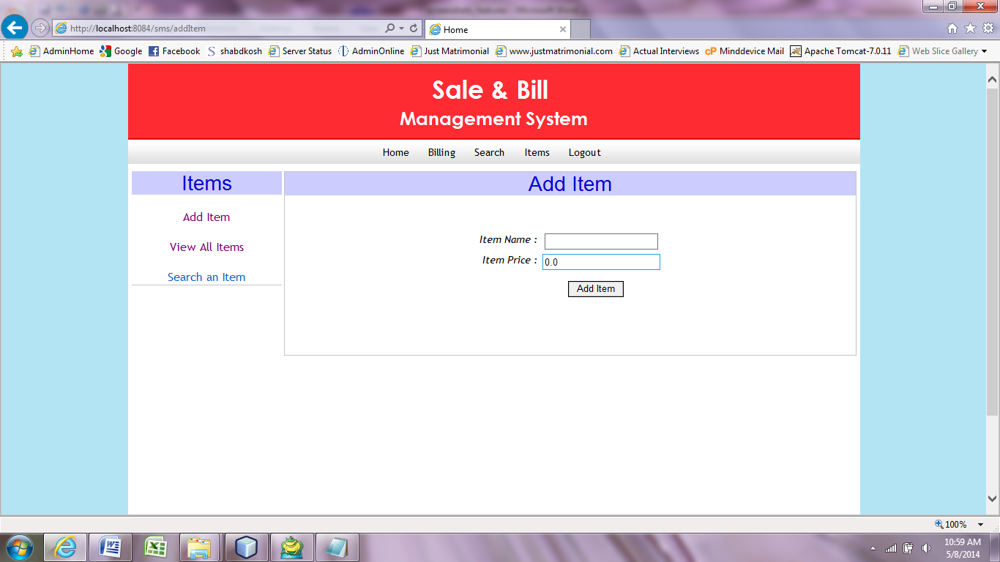 http://localhost:8084/sms/addItem
Home
AdminHome Google Facebook S shabdkosh Server Status AdminOnline Just Matrimonial www.justmatrimonial.com Actual Interviews cP Minddevice Mail Apache Tomcat-7.0.11 Web Slice Gallery
Sale & Bill
Management System
Home Billing Search Items Logout
Items
Add Item
View All Items
Search an Item
Add Item
Item Name :
Item Price : 0.0
Add Item
100%
10:59 AM
5/8/2014